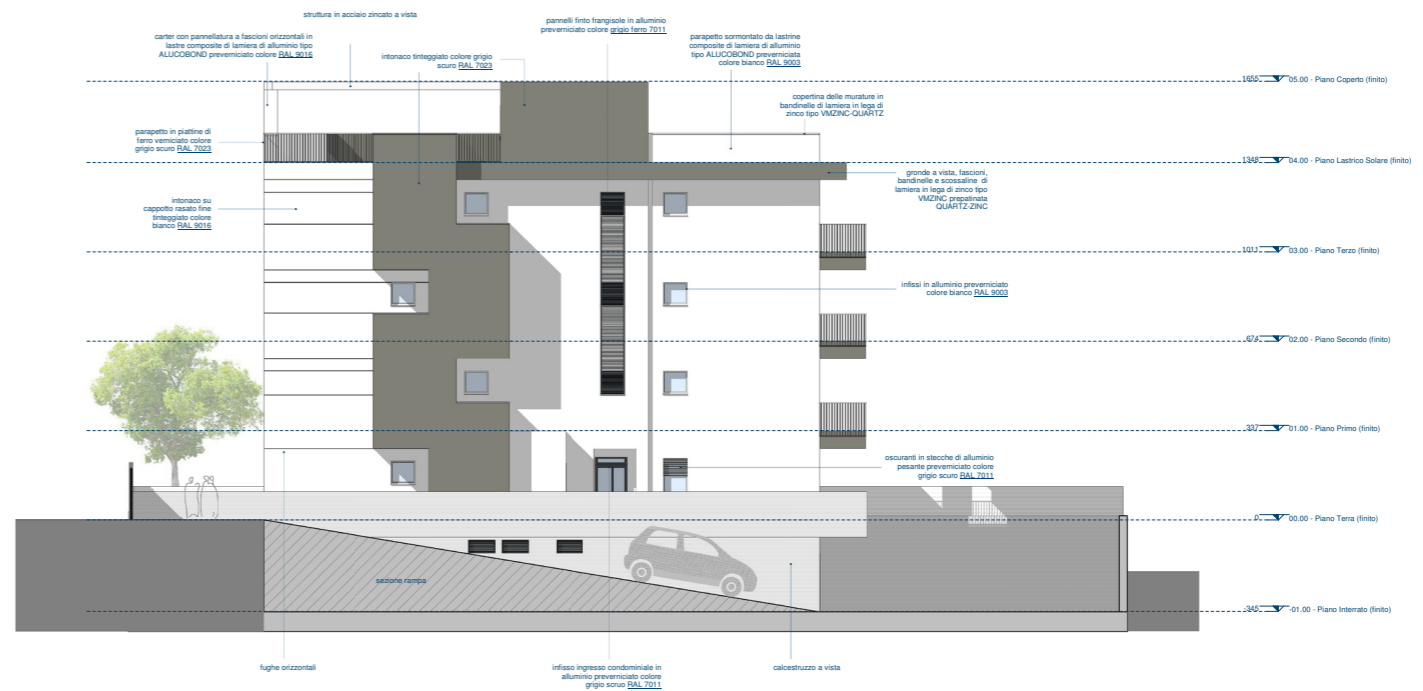 struttura in acciaio zincato a vista
carter con pannellatura a fascioni orizzontali in
lastre composite di lamiera di alluminio tipo
ALUCOBOND preverniciato colore RAL 9016
intonaco tinteggiato colore grigio
scuro RAL 7023
pannelli finto frangisole in alluminio
preverniciato colore grigio ferro 7011
parapetto sormontato da lastrine
composite di lamiera di alluminio
tipo ALUCOBOND preverniciata
colore bianco RAL 9003
copertina delle murature in
bandinelle di lamiera in lega di
zinco tipo VMZINC-QUARTZ
1655 05.00 - Piano Coperto (finito)
parapetto in piattine di
ferro verniciato colore
grigio scuro RAL 7023
1348 04.00 - Piano Lastrico Solare (finito)
gronde a vista, fascioni,
bandinelle e scossaline di
lamiera in lega di zinco tipo
VMZINC prepatinata
QUARTZ-ZINC
intonaco su
cappotto rasato fine
tinteggiato colore
bianco RAL 9016
1011 03.00 - Piano Terzo (finito)
infissi in alluminio preverniciato
colore bianco RAL 9003
674 02.00 - Piano Secondo (finito)
337 01.00 - Piano Primo (finito)
oscuranti in stecche di alluminio
pesante preverniciato colore
grigio scuro RAL 7011
0 00.00 - Piano Terra (finito)
sezione rampa
-345 -01.00 - Piano Interrato (finito)
fughe orizzontali
infisso ingresso condominiale in
alluminio preverniciato colore
grigio scruo RAL 7011
calcestruzzo a vista